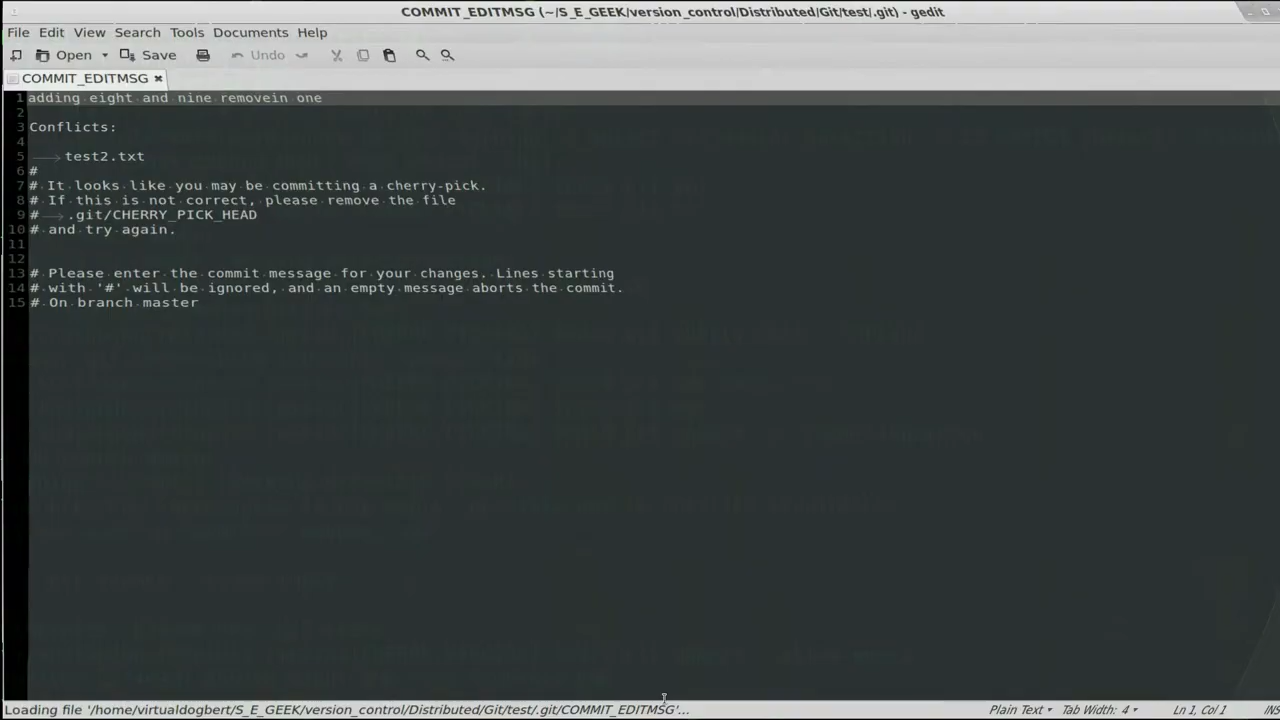 COMMIT_EDITMSG (~/S_E_GEEK/version_control/Distributed/Git/test/.git) - gedit
File Edit View Search Tools Documents Help
Open Save Undo
COMMIT_EDITMSG
1 adding eight and nine removein one
2
3 Conflicts:
4
5 test2.txt
6 #
7 # It looks like you may be committing a cherry-pick.
8 # If this is not correct, please remove the file
9 # .git/CHERRY_PICK_HEAD
10 # and try again.
11
12
13 # Please enter the commit message for your changes. Lines starting
14 # with '#' will be ignored, and an empty message aborts the commit.
15 # On branch master
Loading file '/home/virtualdogbert/S_E_GEEK/version_control/Distributed/Git/test/.git/COMMIT_EDITMSG'... Plain Text Tab Width: 4 Ln 1, Col 1 INS